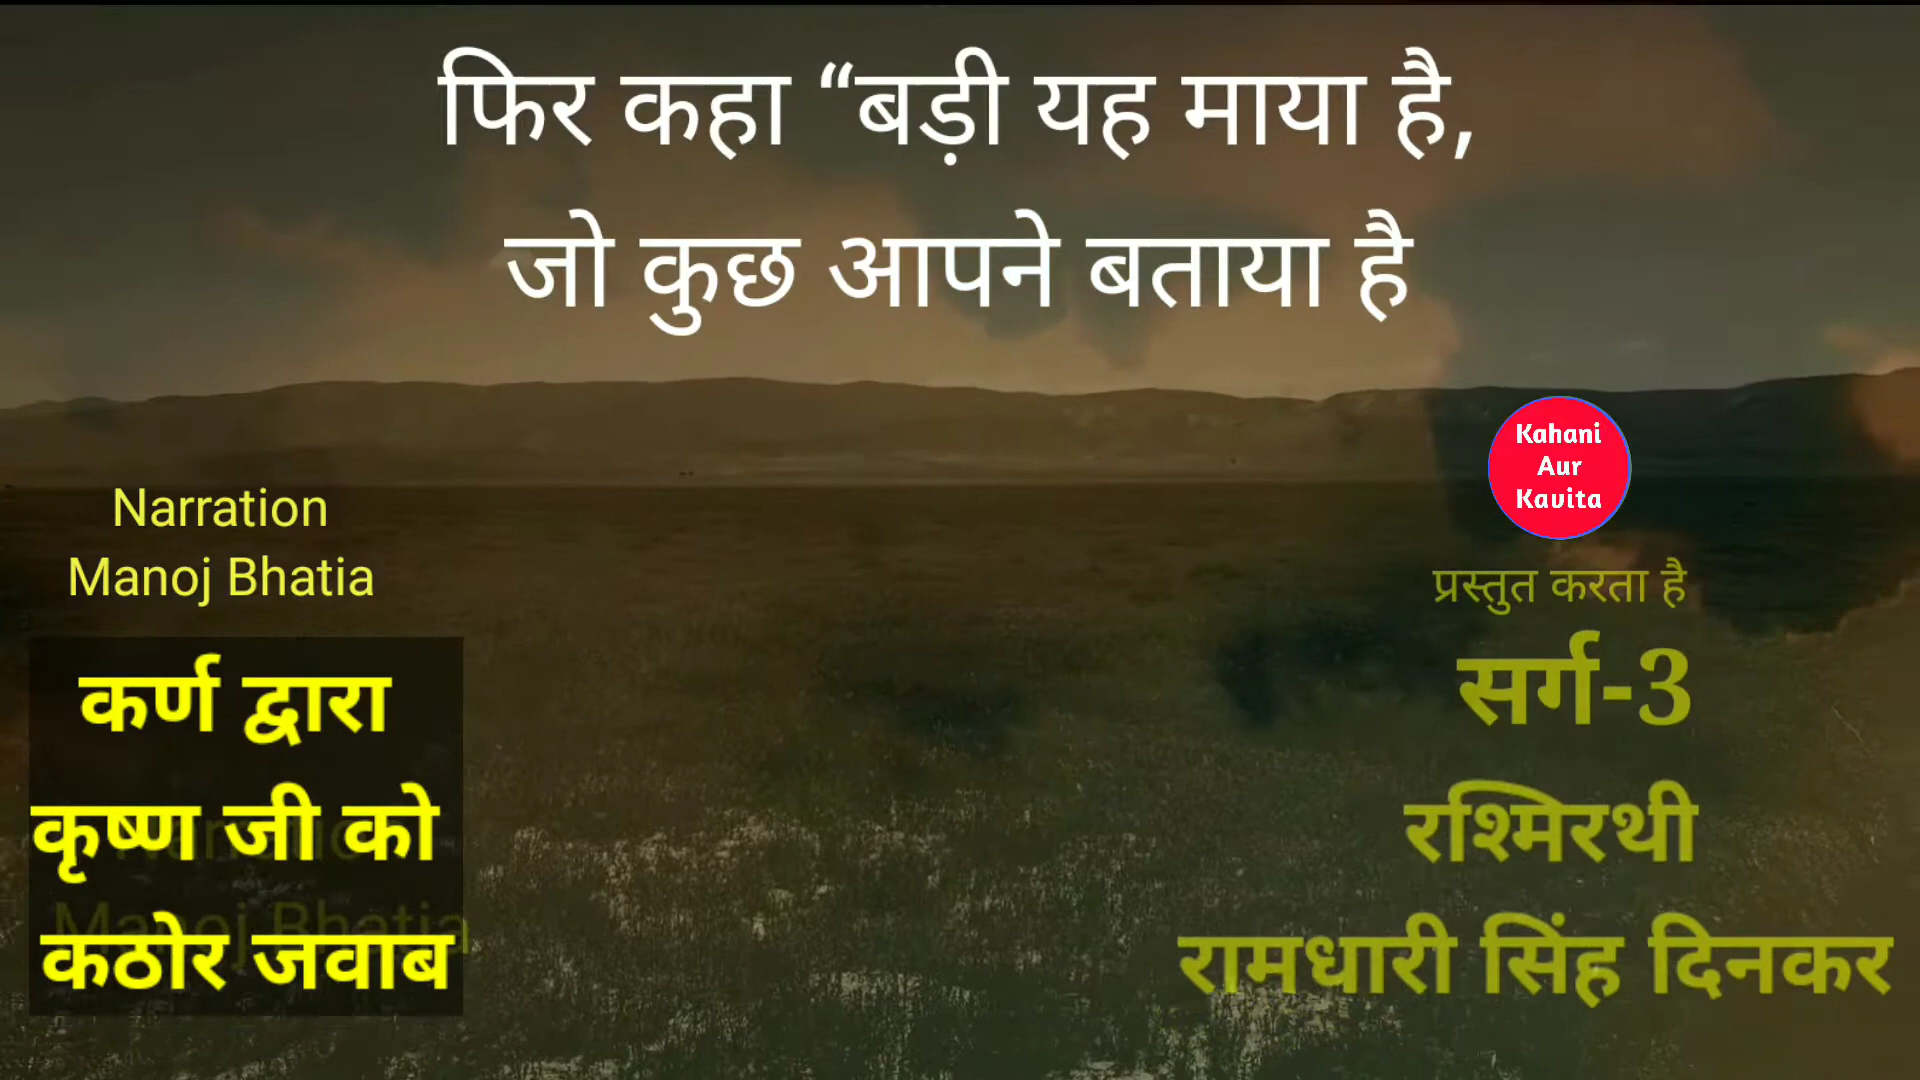 फिर कहा “बड़ी यह माया है,
जो कुछ आपने बताया है
Narration
Manoj Bhatia
कर्ण द्वारा
कृष्ण जी को
कठोर जवाब
Kahani
Aur
Kavita
प्रस्तुत करता है
सर्ग-3
रश्मिरथी
रामधारी सिंह दिनकर